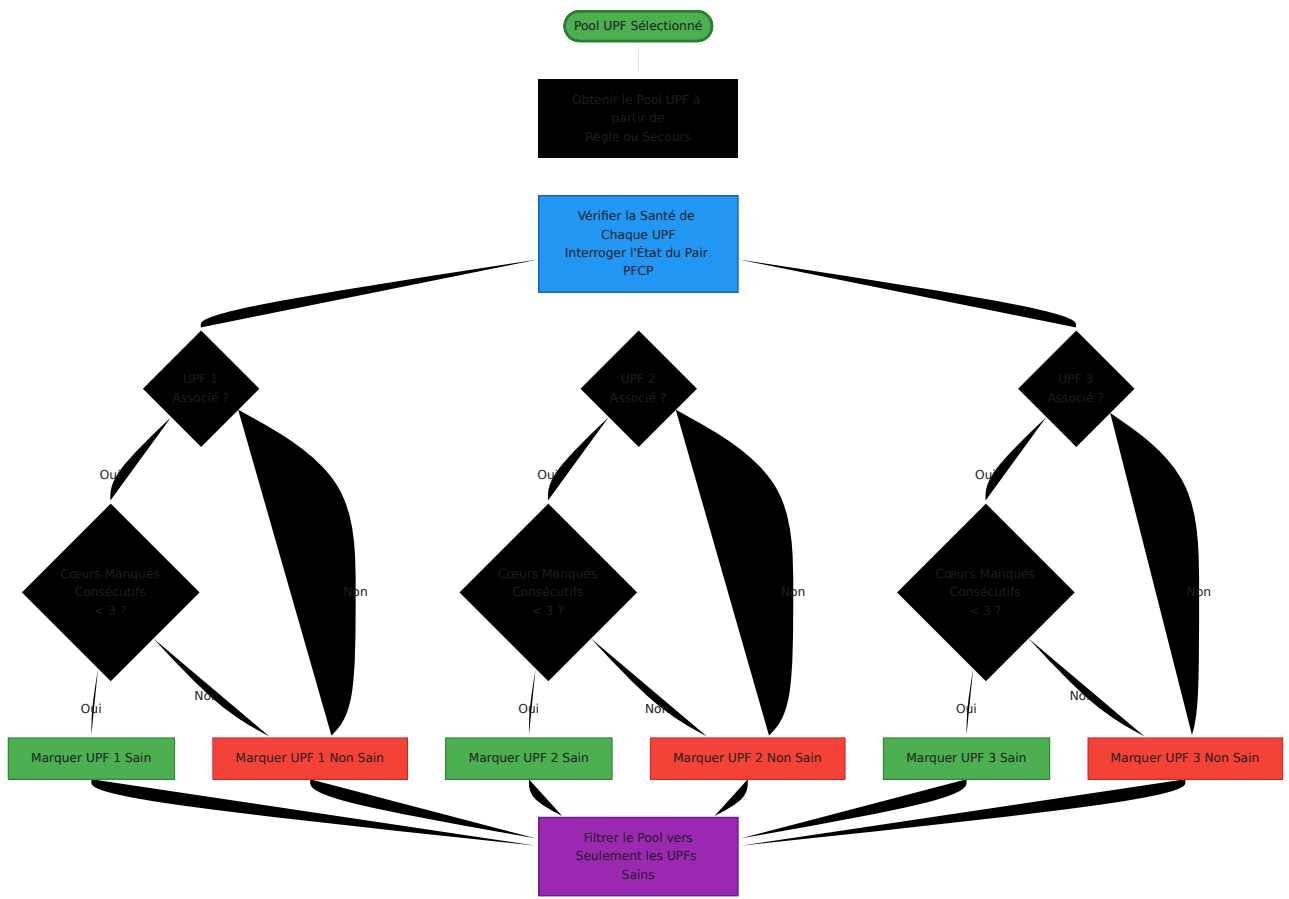 Pool UPF Sélectionné
Obtenir le Pool UPF à
partir de
Règle ou Secours
Vérifier la Santé de
Chaque UPF
Interroger l'État du Pair
PFCP
UPF 1
Associé ?
UPF 2
Associé ?
UPF 3
Associé ?
Oui
Oui
Oui
Cœurs Manqués
Consécutifs
< 3 ?
Non
Cœurs Manqués
Consécutifs
< 3 ?
Non
Cœurs Manqués
Consécutifs
< 3 ?
Non
Oui
Non
Oui
Non
Oui
Non
Marquer UPF 1 Sain
Marquer UPF 1 Non Sain
Marquer UPF 2 Sain
Marquer UPF 2 Non Sain
Marquer UPF 3 Sain
Marquer UPF 3 Non Sain
Filtrer le Pool vers
Seulement les UPFs
Sains